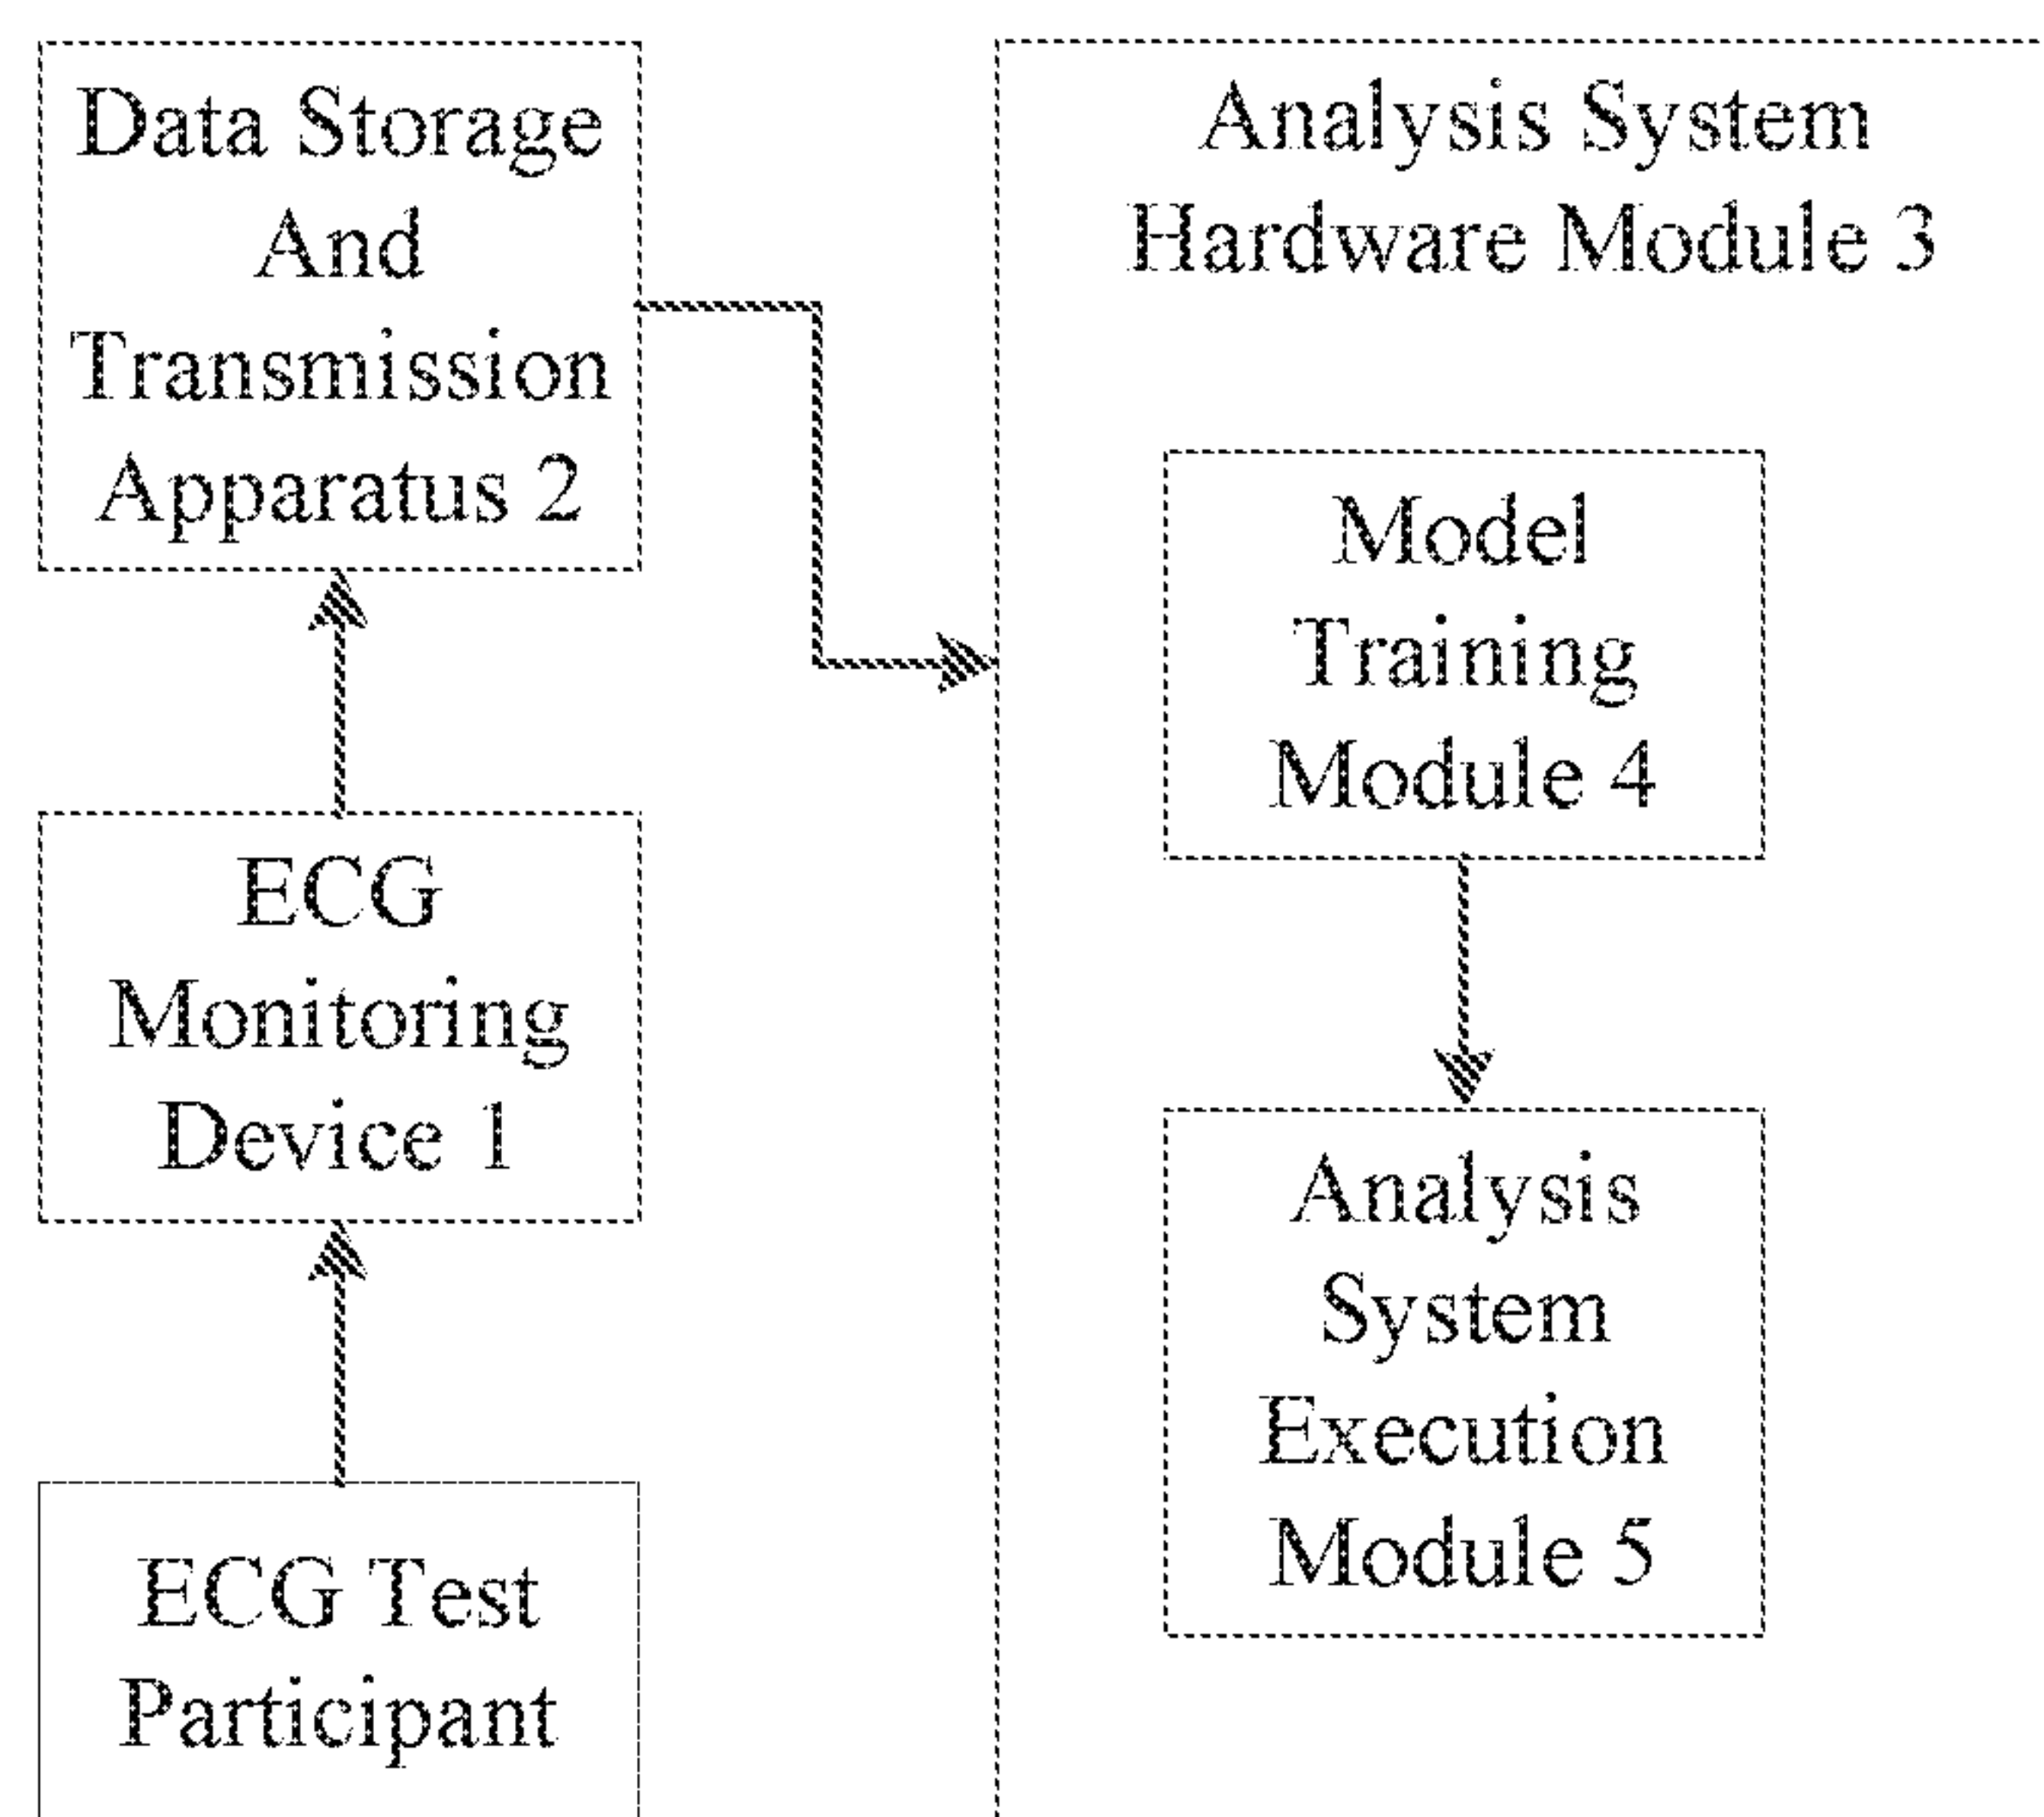 Data Storage
And
Transmission
Apparatus 2
ECG
Monitoring
Device 1
ECG Test
Participant
Analysis System
Hardware Module 3
Model
Training
Module 4
Analysis
System
Execution
Module 5